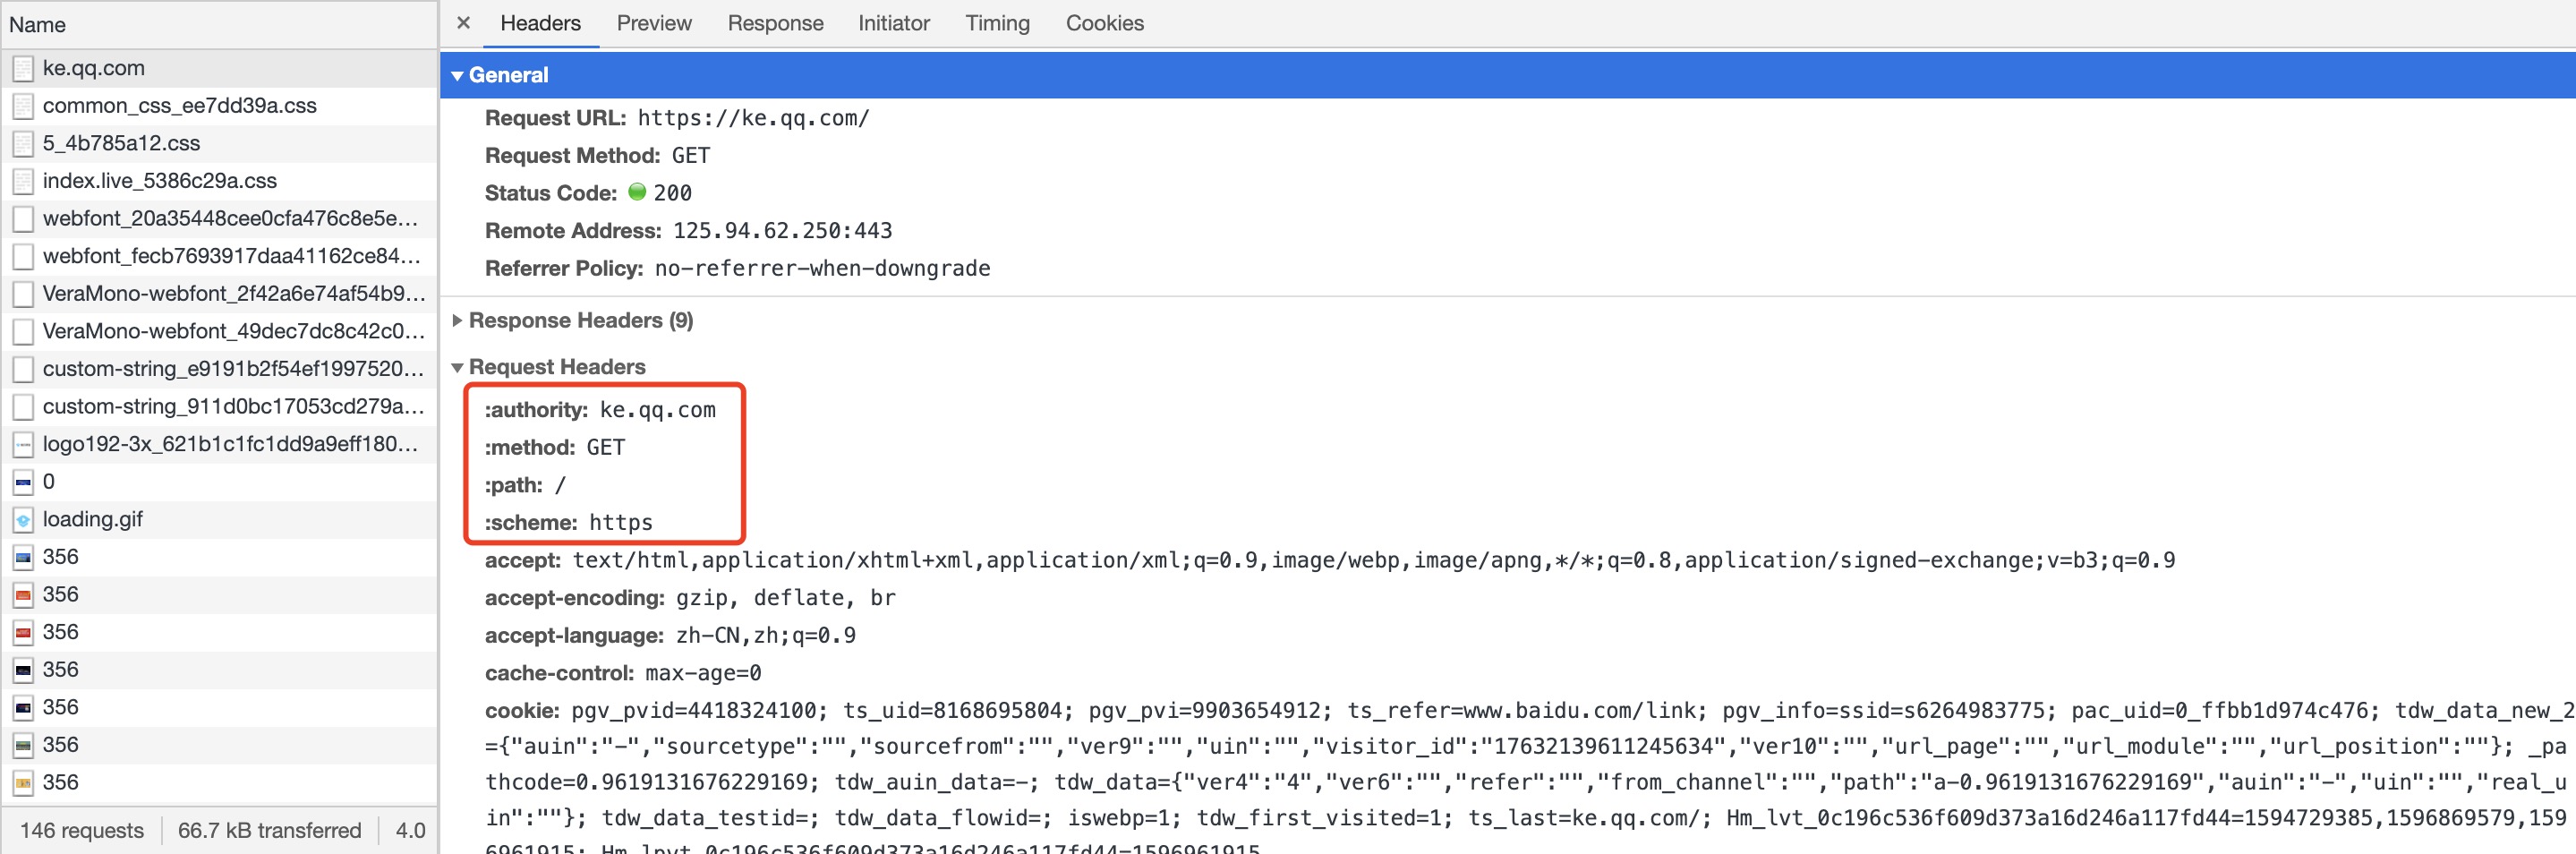 Name
ke.qq.com
common_css_ee7dd39a.css
5_4b785a12.css
index.live_5386c29a.css
webfont_20a35448cee0cfa476c8e5e…
webfont_fecb7693917daa41162ce84…
VeraMono-webfont_2f42a6e74af54b9…
VeraMono-webfont_49dec7dc8c42c0…
custom-string_e9191b2f54ef1997520…
custom-string_911d0bc17053cd279a…
logo192-3x_621b1c1fc1dd9a9eff180…
0
loading.gif
356
356
356
356
356
356
356
146 requests 66.7 kB transferred 4.0
× Headers Preview Response Initiator Timing Cookies
General
Request URL: https://ke.qq.com/
Request Method: GET
Status Code: 200
Remote Address: 125.94.62.250:443
Referrer Policy: no-referrer-when-downgrade
Response Headers (9)
Request Headers
:authority: ke.qq.com
:method: GET
:path: /
:scheme: https
accept: text/html,application/xhtml+xml,application/xml;q=0.9,image/webp,image/apng,*/*;q=0.8,application/signed-exchange;v=b3;q=0.9
accept-encoding: gzip, deflate, br
accept-language: zh-CN,zh;q=0.9
cache-control: max-age=0
cookie: pgv_pvid=4418324100; ts_uid=8168695804; pgv_pvi=9903654912; ts_refer=www.baidu.com/link; pgv_info=ssid=s6264983775; pac_uid=0_ffbb1d974c476; tdw_data_new_2
={"auin":"-","sourcetype":"","sourcefrom":"","ver9":"","uin":"","visitor_id":"17632139611245634","ver10":"","url_page":"","url_module":"","url_position":""}; _pa
thcode=0.9619131676229169; tdw_auin_data=-; tdw_data={"ver4":"4","ver6":"","refer":"","from_channel":"","path":"a-0.9619131676229169","auin":"-","uin":"","real_u
in":""}; tdw_data_testid=; tdw_data_flowid=; iswebp=1; tdw_first_visited=1; ts_last=ke.qq.com/; Hm_lvt_0c196c536f609d373a16d246a117fd44=1594729385,1596869579,159
6961915; Hm_lpvt_0c196c536f609d373a16d246a117fd44=1596961915